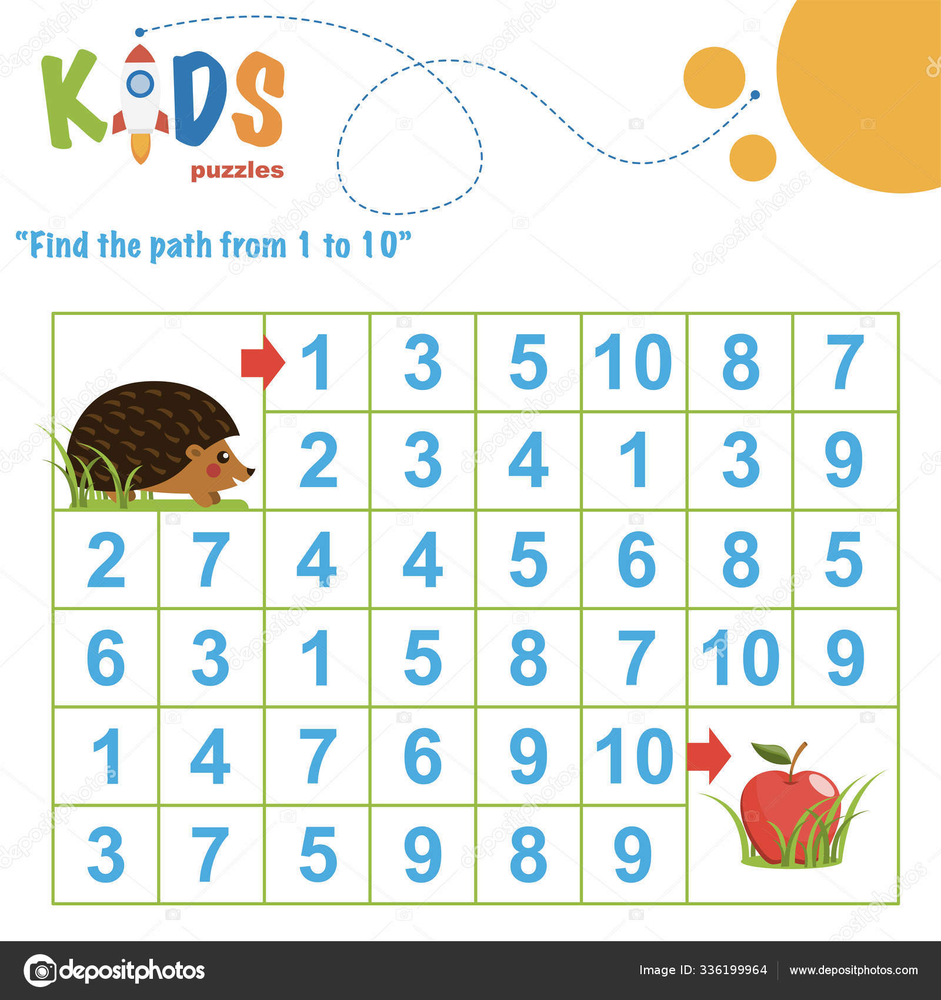 KiDS
puzzles
“Find the path from 1 to 10”
1 3 5 10 8 7
2 3 4 1 3 9
2 7 4 4 5 6 8 5
6 3 1 5 8 7 10 9
1 4 7 6 9 10
3 7 5 9 8 9
depositphotos
Image ID: 336199964
www.depositphotos.com